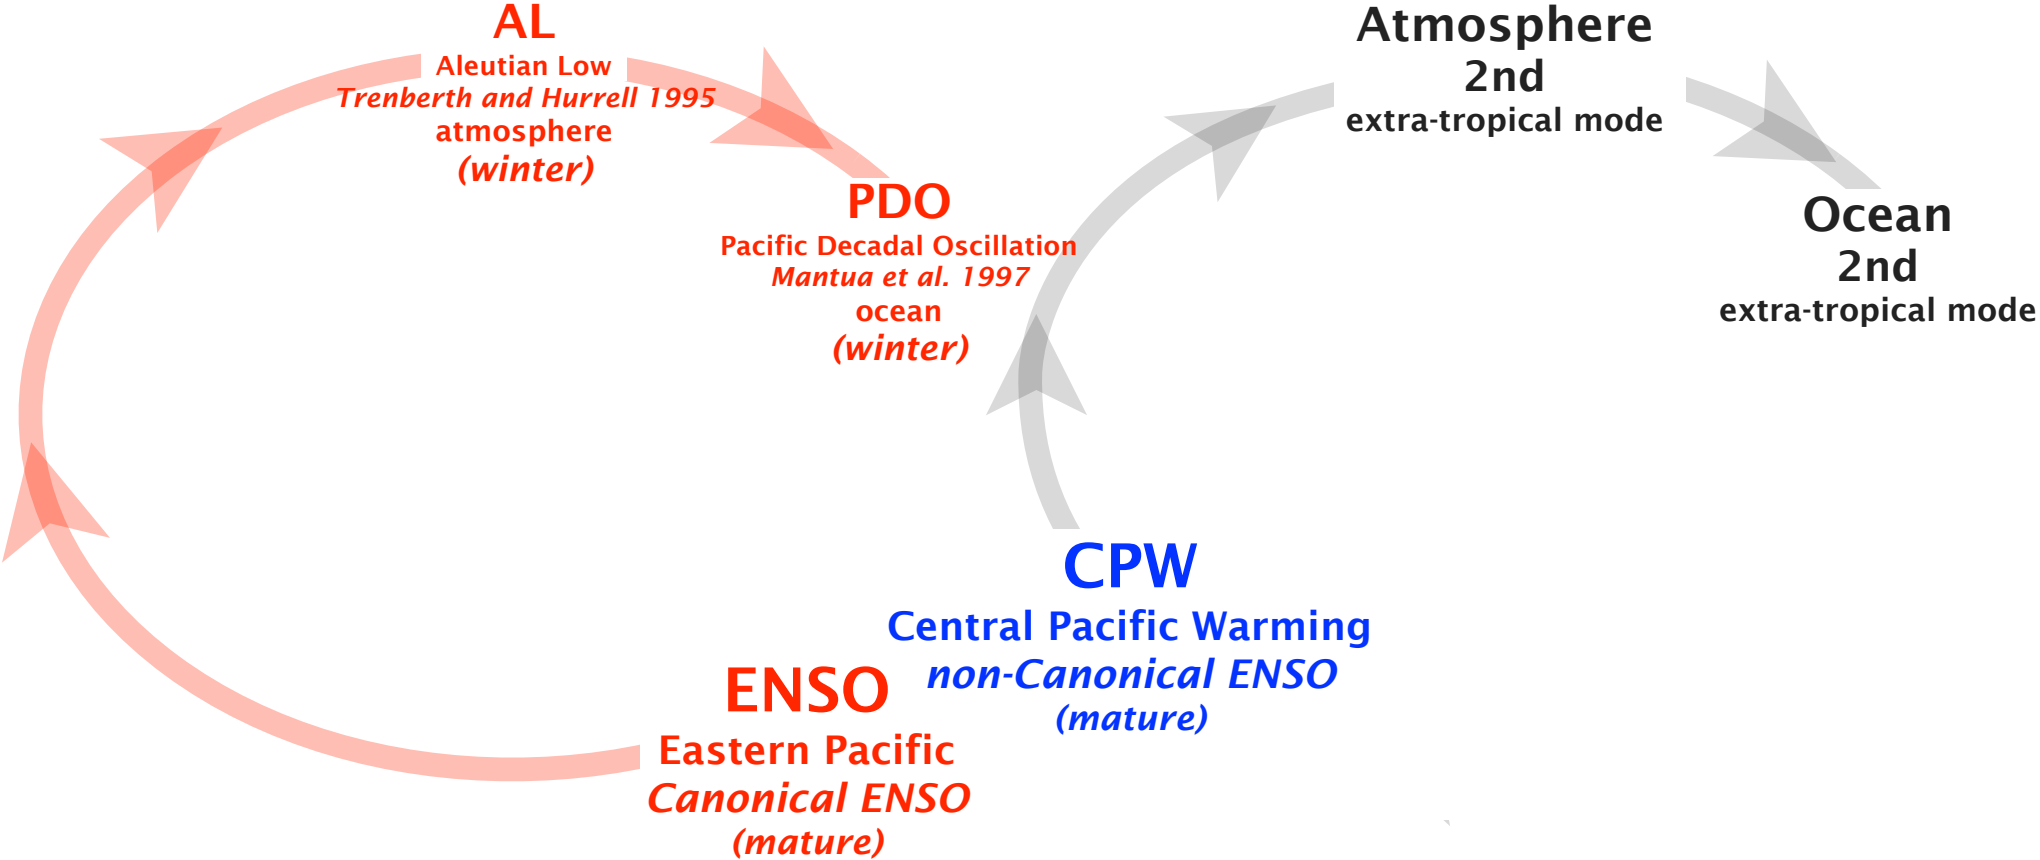 AL
Aleutian Low
Trenberth and Hurrell 1995
atmosphere
(winter)
PDO
Pacific Decadal Oscillation
Mantua et al. 1997
ocean
(winter)
Atmosphere
2nd
extra-tropical mode
Ocean
2nd
extra-tropical mode
CPW
Central Pacific Warming
non-Canonical ENSO
(mature)
ENSO
Eastern Pacific
Canonical ENSO
(mature)